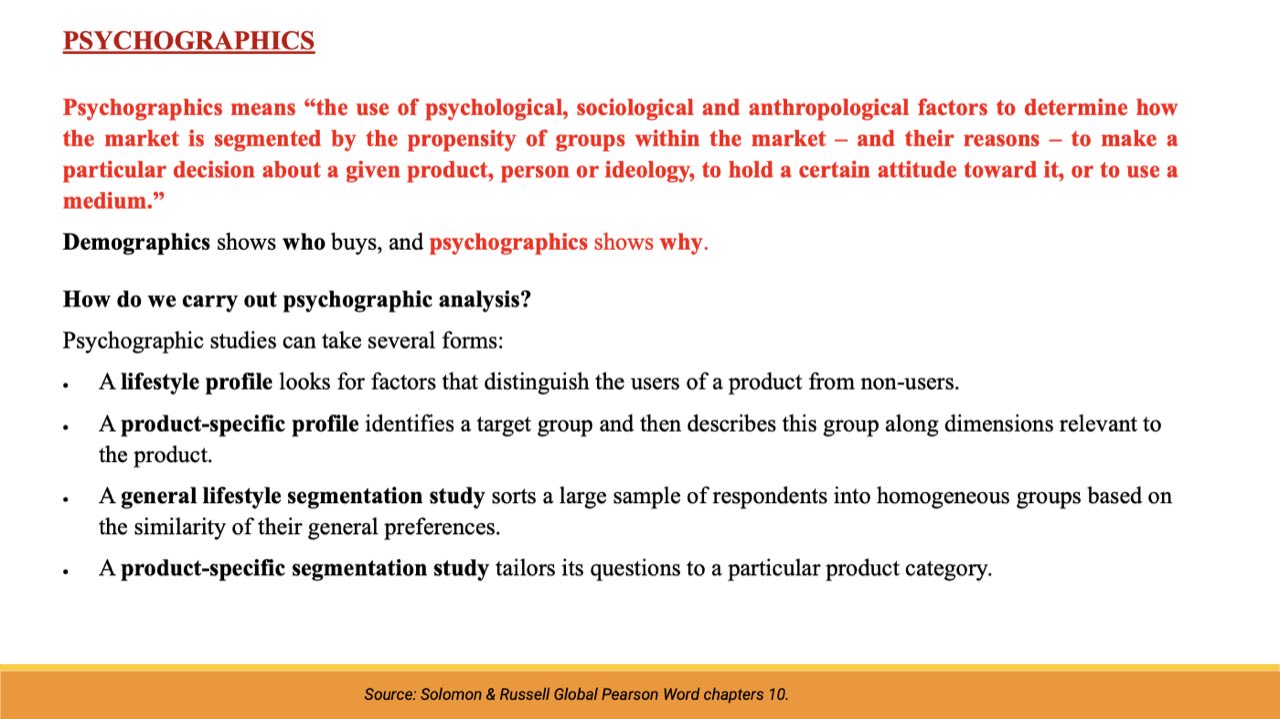 PSYCHOGRAPHICS
Psychographics means “the use of psychological, sociological and anthropological factors to determine how
the market is segmented by the propensity of groups within the market – and their reasons – to make a
particular decision about a given product, person or ideology, to hold a certain attitude toward it, or to use a
medium.”
Demographics shows who buys, and psychographics shows why.
How do we carry out psychographic analysis?
Psychographic studies can take several forms:
• A lifestyle profile looks for factors that distinguish the users of a product from non-users.
• A product-specific profile identifies a target group and then describes this group along dimensions relevant to
the product.
• A general lifestyle segmentation study sorts a large sample of respondents into homogeneous groups based on
the similarity of their general preferences.
• A product-specific segmentation study tailors its questions to a particular product category.
Source: Solomon & Russell Global Pearson Word chapters 10.